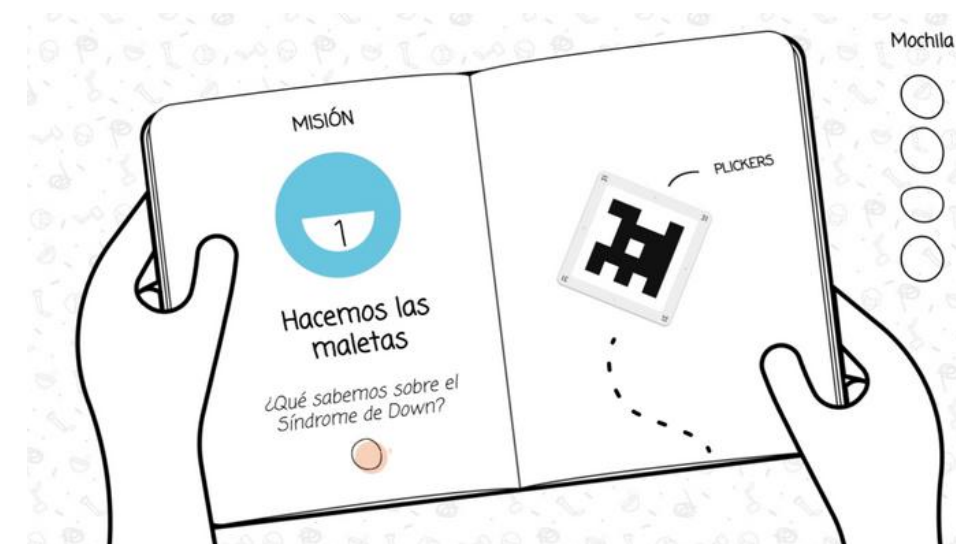 MISIÓN
1
Hacemos las
maletas
¿Qué sabemos sobre el
Síndrome de Down?
PLICKERS
Mochila